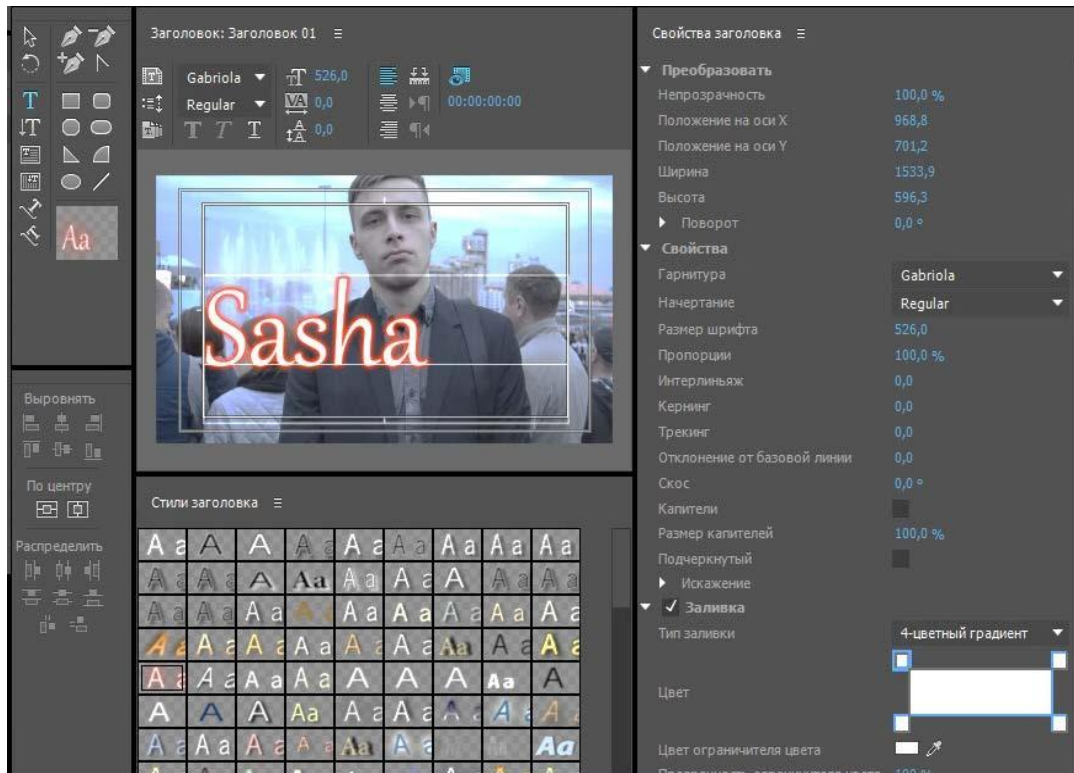 Заголовок: Заголовок 01
Gabriola
526,0
Regular
0,0
00:00:00:00
0,0
Aa
Sasha
Выровнять
По центру
Распределить
Стили заголовка
Свойства заголовка
Преобразовать
Непрозрачность 100,0 %
Положение на оси X 968,8
Положение на оси Y 701,2
Ширина 1533,9
Высота 596,3
Поворот 0,0 °
Свойства
Гарнитура Gabriola
Начертание Regular
Размер шрифта 526,0
Пропорции 100,0 %
Интерлиньяж 0,0
Кернинг 0,0
Трекинг 0,0
Отклонение от базовой линии 0,0
Скос 0,0 °
Капители
Размер капителей 100,0 %
Подчеркнутый
Искажение
Заливка
Тип заливки 4-цветный градиент
Цвет
Цвет ограничителя цвета